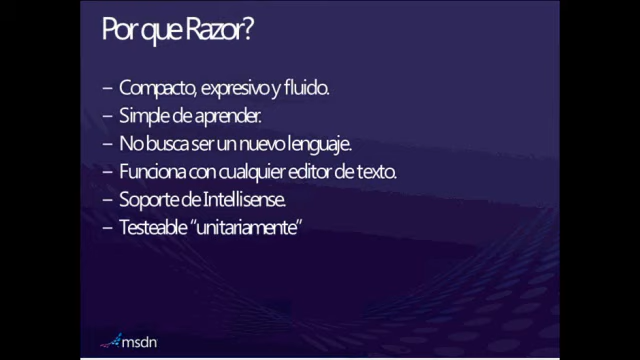 Por que Razor?
– Compacto, expresivo y fluido.
– Simple de aprender.
– No busca ser un nuevo lenguaje.
– Funciona con cualquier editor de texto.
– Soporte de Intellisense.
– Testeable “unitariamente”
msdn